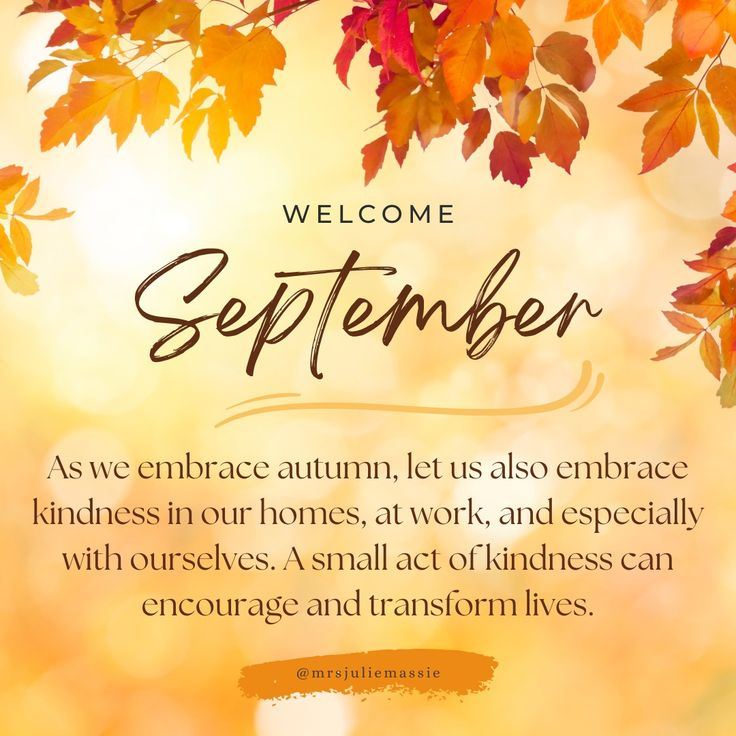 WELCOME
September
As we embrace autumn, let us also embrace
kindness in our homes, at work, and especially
with ourselves. A small act of kindness can
encourage and transform lives.
@mrsjuliemassie